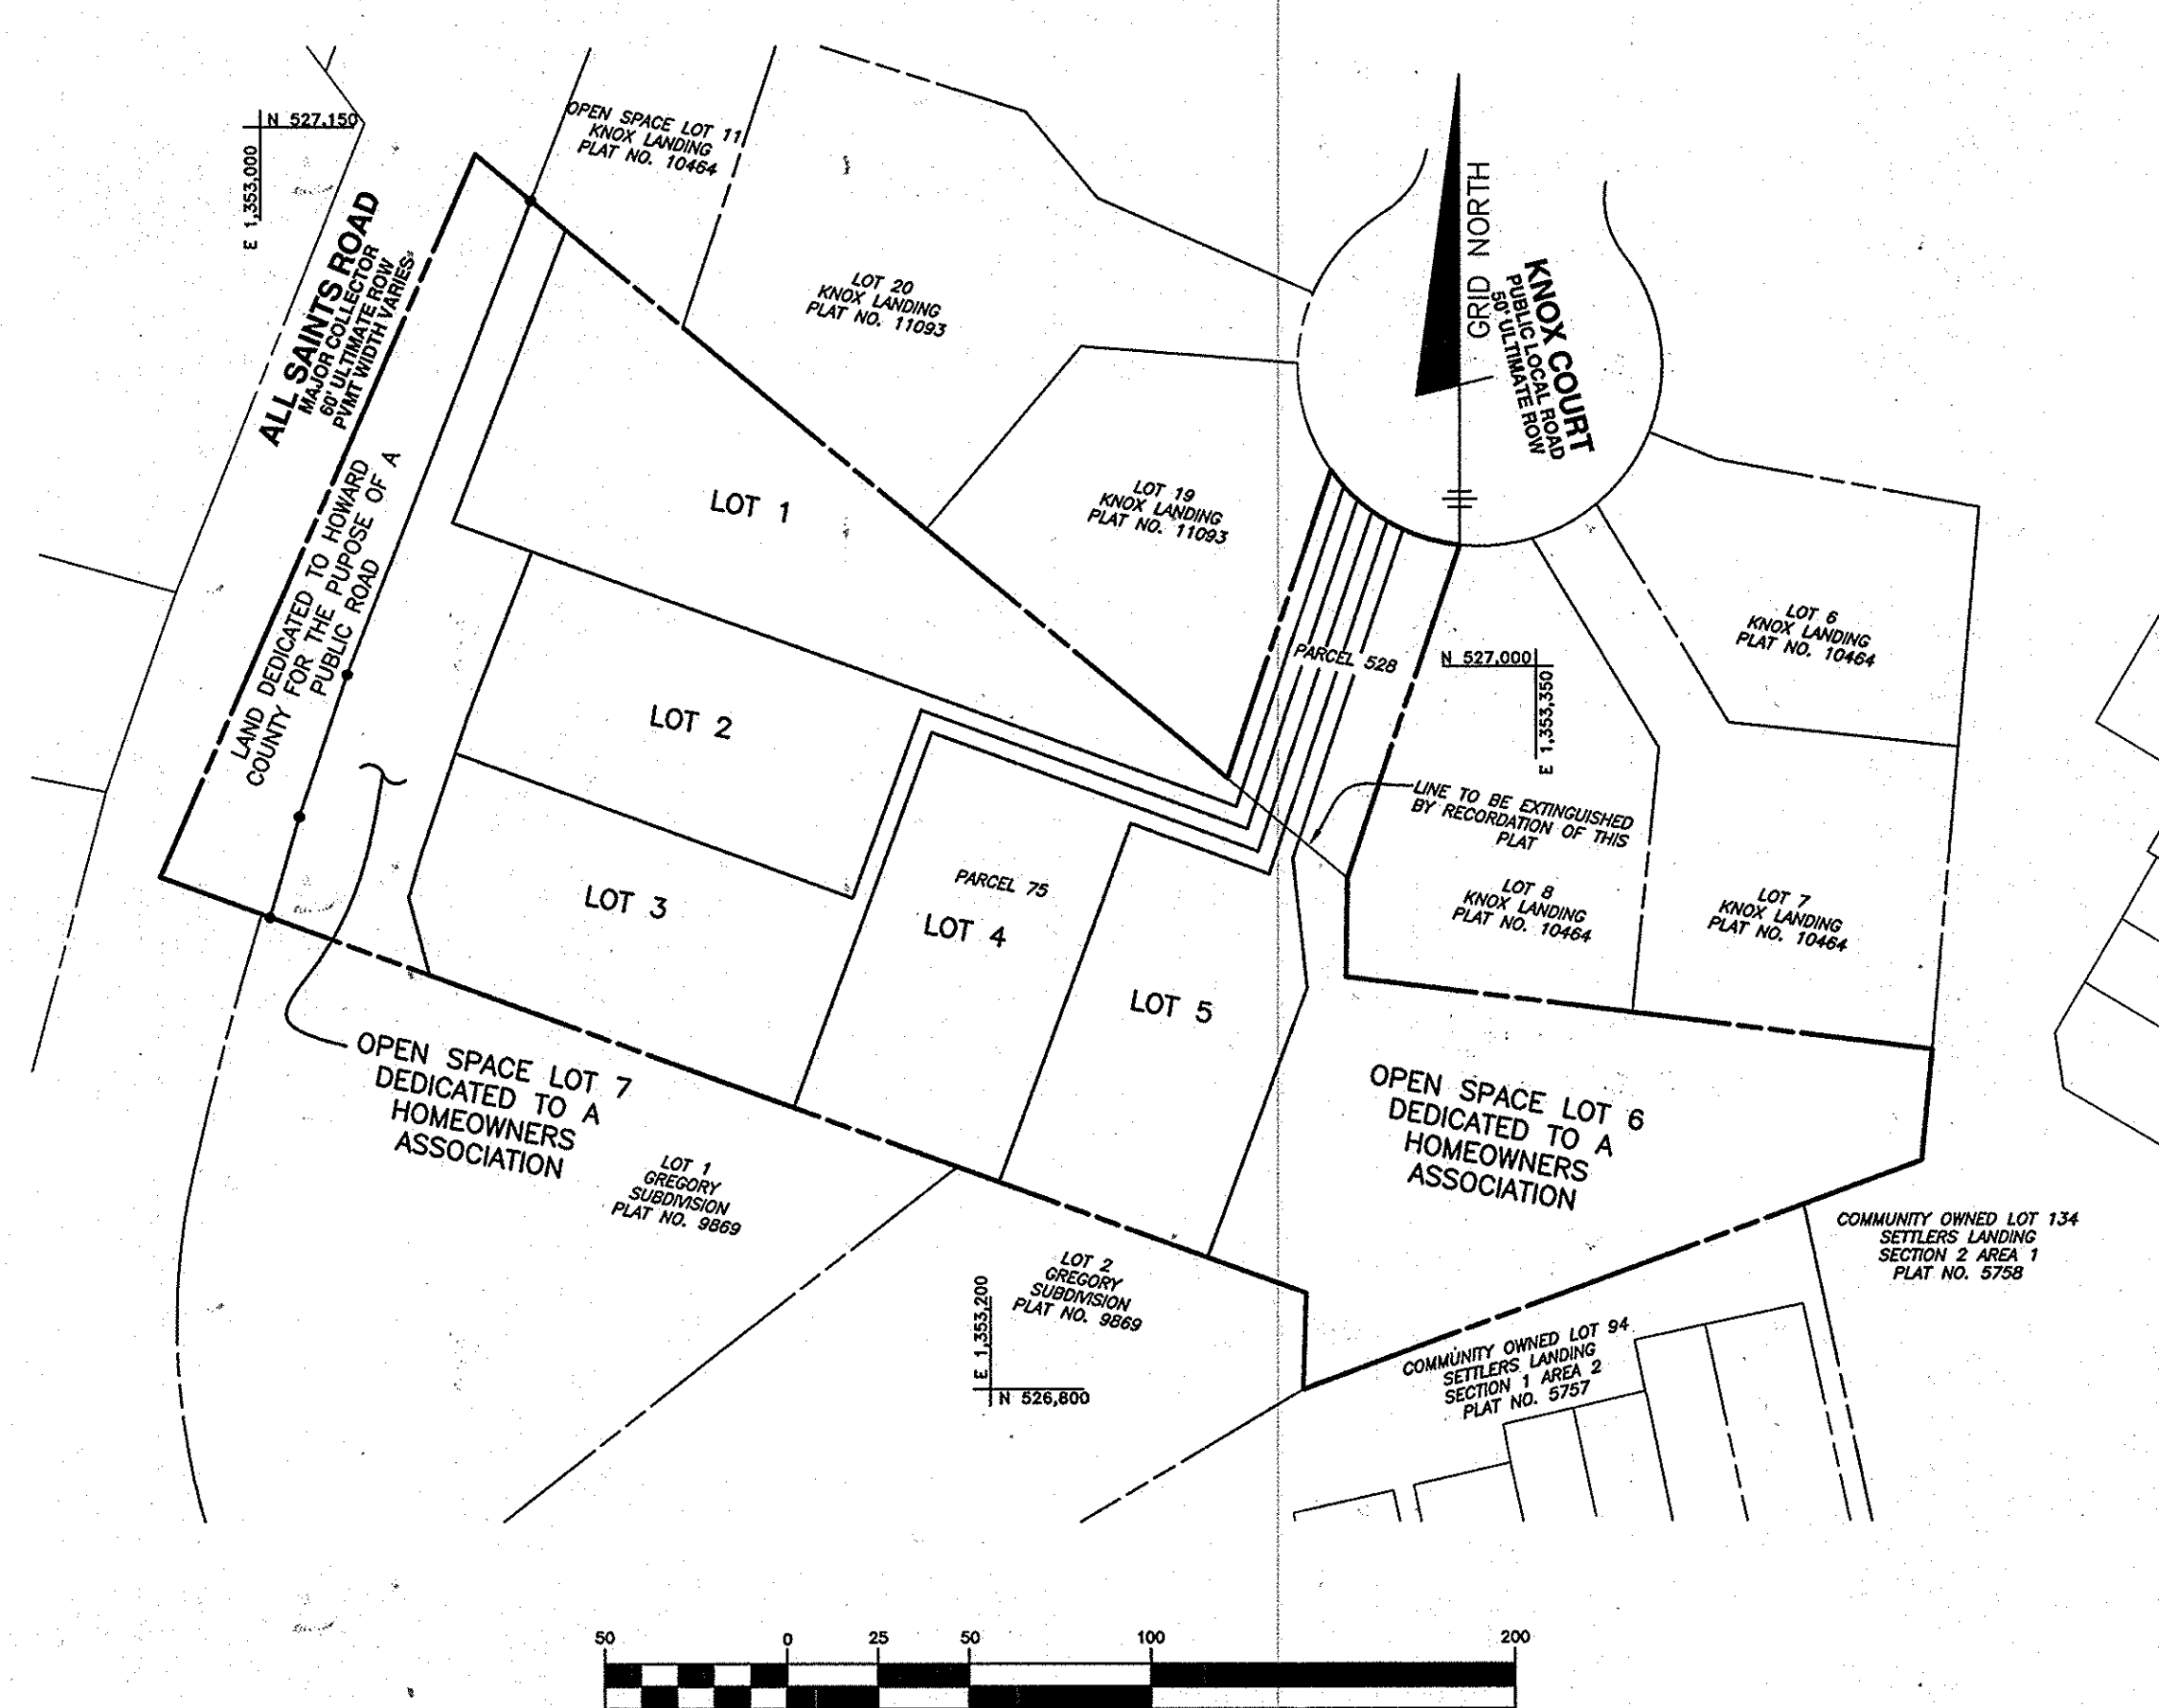 N 527,150
E 1,353,000
OPEN SPACE LOT 11
KNOX LANDING
PLAT NO. 10464
ALL SAINTS ROAD
MAJOR COLLECTOR
60' ULTIMATE ROW
PVMT WIDTH VARIES
LOT 20
KNOX LANDING
PLAT NO. 11093
GRID NORTH
KNOX COURT
PUBLIC LOCAL ROAD
50' ULTIMATE ROW
LAND DEDICATED TO HOWARD
COUNTY FOR THE PUPOSE OF A
PUBLIC ROAD
LOT 1
LOT 19
KNOX LANDING
PLAT NO. 11093
LOT 6
KNOX LANDING
PLAT NO. 10464
PARCEL 528
N 527,000
E 1,353,350
LOT 2
LINE TO BE EXTINGUISHED
BY RECORDATION OF THIS
PLAT
LOT 3
PARCEL 75
LOT 4
LOT 8
KNOX LANDING
PLAT NO. 10464
LOT 7
KNOX LANDING
PLAT NO. 10464
LOT 5
OPEN SPACE LOT 7
DEDICATED TO A
HOMEOWNERS
ASSOCIATION
OPEN SPACE LOT 6
DEDICATED TO A
HOMEOWNERS
ASSOCIATION
LOT 1
GREGORY
SUBDIVISION
PLAT NO. 9869
LOT 2
GREGORY
SUBDIVISION
PLAT NO. 9869
COMMUNITY OWNED LOT 134
SETTLERS LANDING
SECTION 2 AREA 1
PLAT NO. 5758
E 1,353,200
N 526,800
COMMUNITY OWNED LOT 94
SETTLERS LANDING
SECTION 1 AREA 2
PLAT NO. 5757
50 0 25 50 100 200